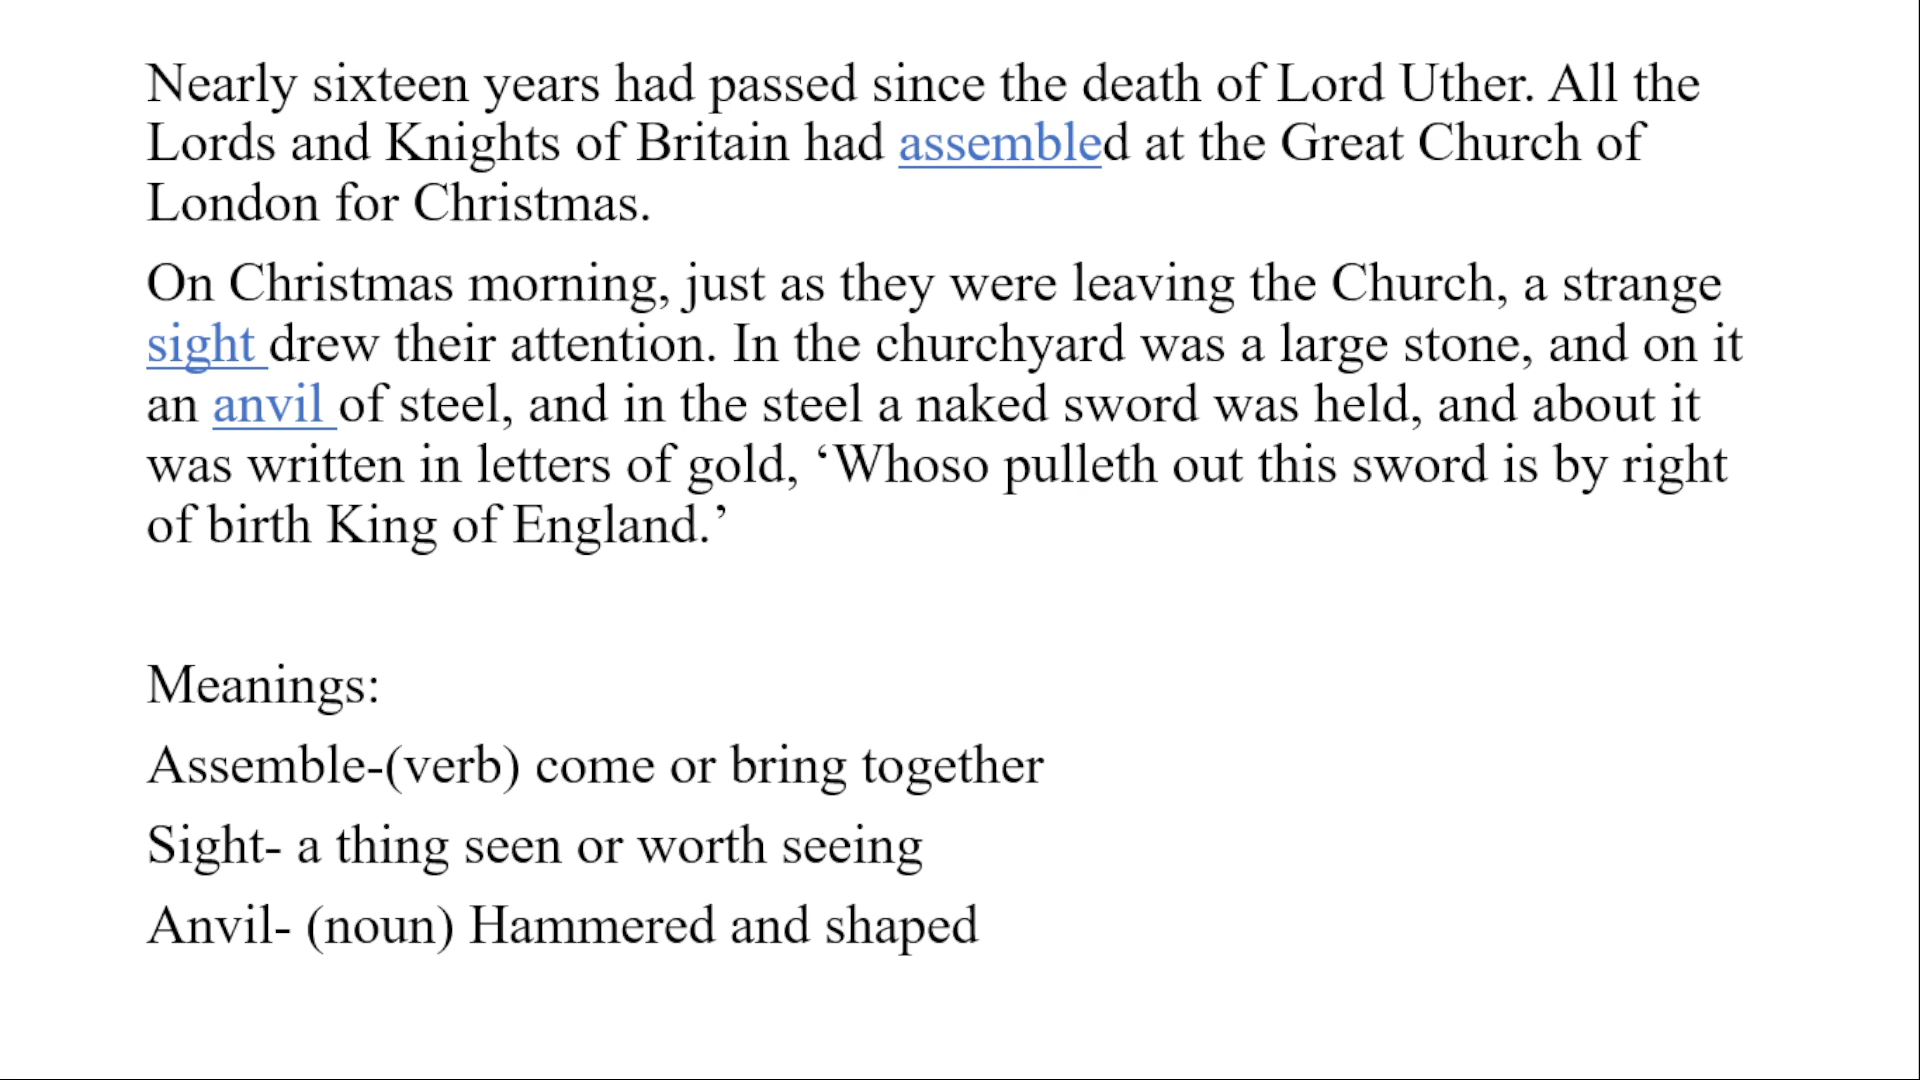 Nearly sixteen years had passed since the death of Lord Uther. All the
Lords and Knights of Britain had assembled at the Great Church of
London for Christmas.
On Christmas morning, just as they were leaving the Church, a strange
sight drew their attention. In the churchyard was a large stone, and on it
an anvil of steel, and in the steel a naked sword was held, and about it
was written in letters of gold, ‘Whoso pulleth out this sword is by right
of birth King of England.’
Meanings:
Assemble-(verb) come or bring together
Sight- a thing seen or worth seeing
Anvil- (noun) Hammered and shaped